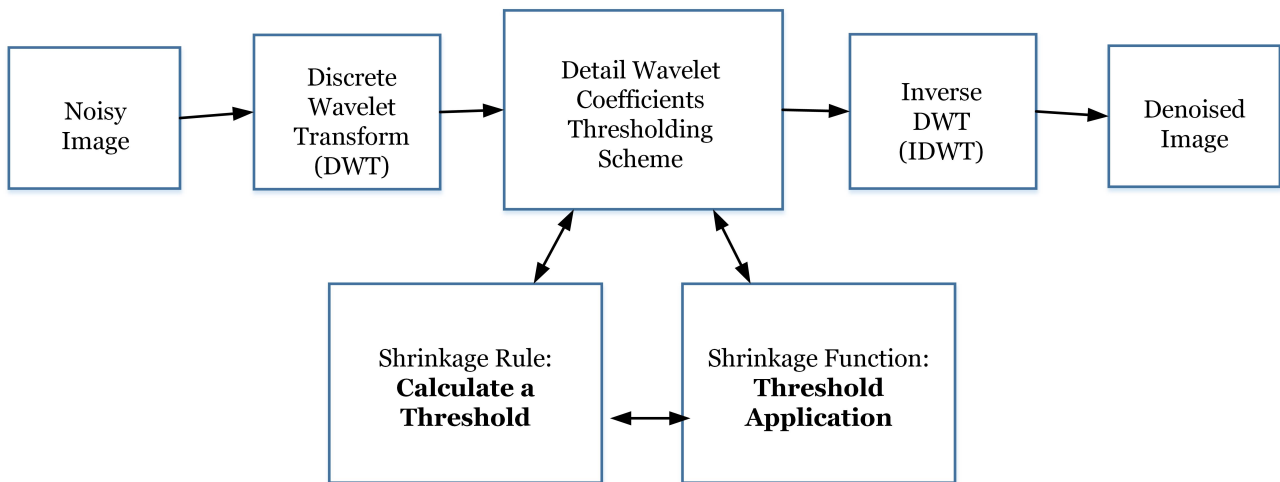 Noisy
Image
Discrete
Wavelet
Transform
(DWT)
Detail Wavelet
Coefficients
Thresholding
Scheme
Inverse
DWT
(IDWT)
Denoised
Image
Shrinkage Rule:
Calculate a
Threshold
Shrinkage Function:
Threshold
Application